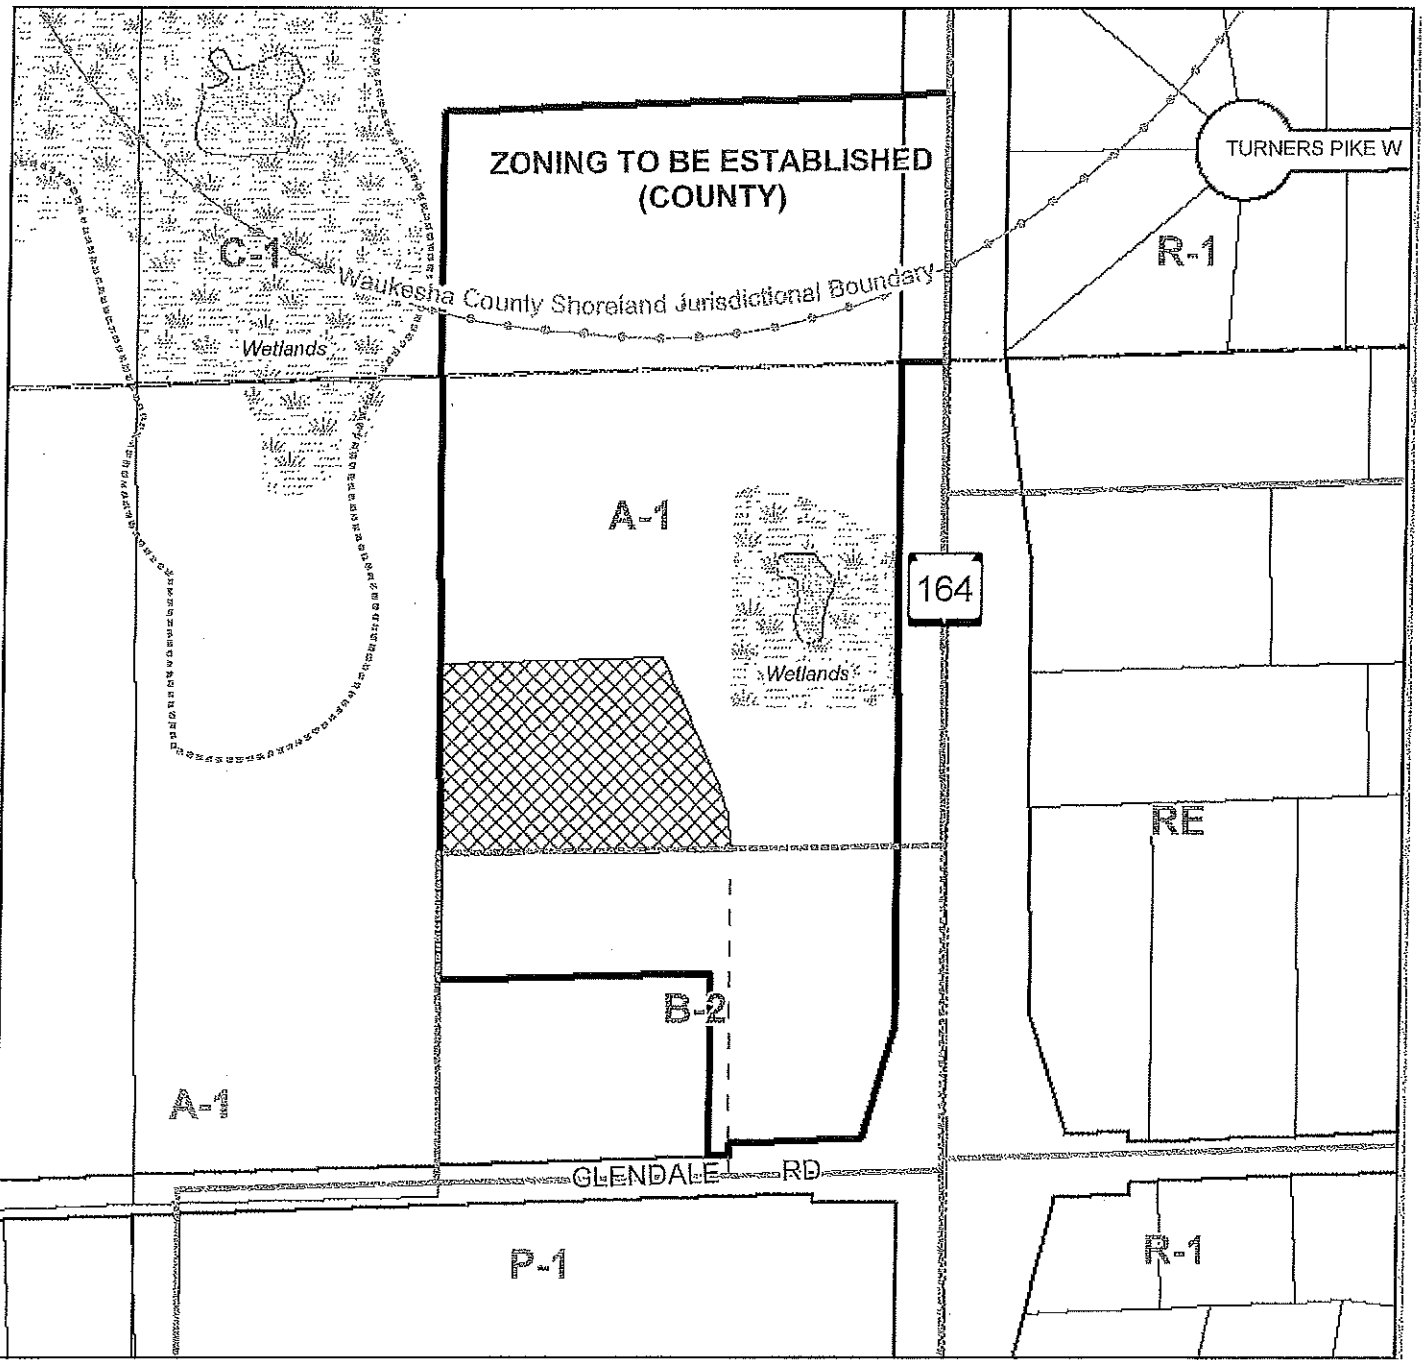 ZONING TO BE ESTABLISHED
(COUNTY)
TURNERS PIKE W
C-1
R-1
Waukesha County Shoreland Jurisdictional Boundary
Wetlands
A-1
164
Wetlands
RE
B-2
A-1
GLENDALE RD
P-1
R-1